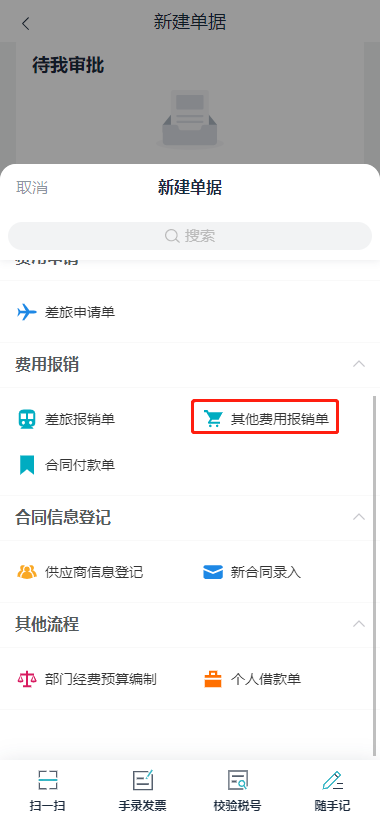 新建单据
待我审批
取消
新建单据
搜索
费用申请
差旅申请单
费用报销
差旅报销单
其他费用报销单
合同付款单
合同信息登记
供应商信息登记
新合同录入
其他流程
部门经费预算编制
个人借款单
扫一扫
手录发票
校验税号
随手记